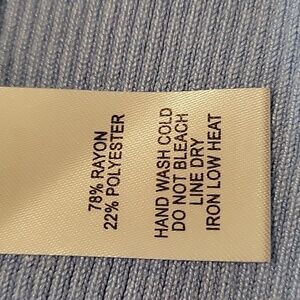 78% RAYON
22% POLYESTER
HAND WASH COLD
DO NOT BLEACH
LINE DRY
IRON LOW HEAT